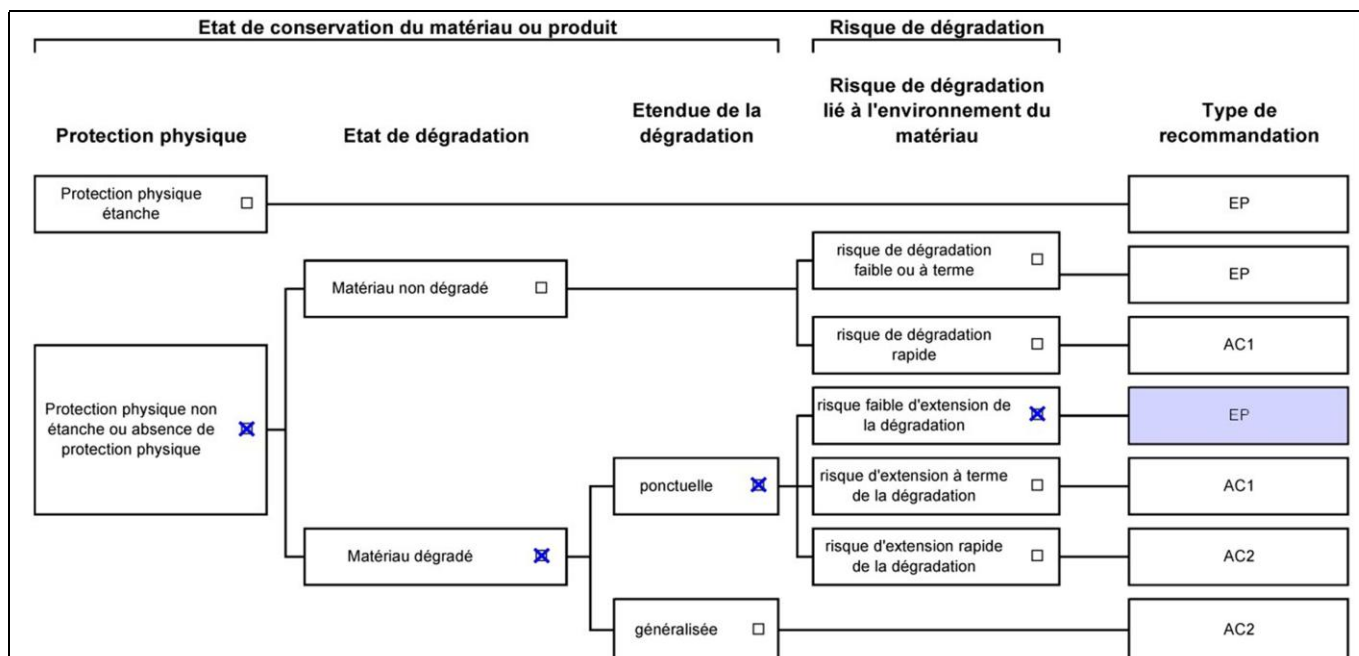 Etat de conservation du matériau ou produit
Risque de dégradation
Protection physique
Etat de dégradation
Etendue de la
dégradation
Risque de dégradation
lié à l'environnement du
matériau
Type de
recommandation
Protection physique
étanche
EP
Matériau non dégradé
risque de dégradation
faible ou à terme
EP
risque de dégradation
rapide
AC1
Protection physique non
étanche ou absence de
protection physique
risque faible d'extension de
la dégradation
EP
ponctuelle
risque d'extension à terme
de la dégradation
AC1
Matériau dégradé
risque d'extension rapide
de la dégradation
AC2
généralisée
AC2